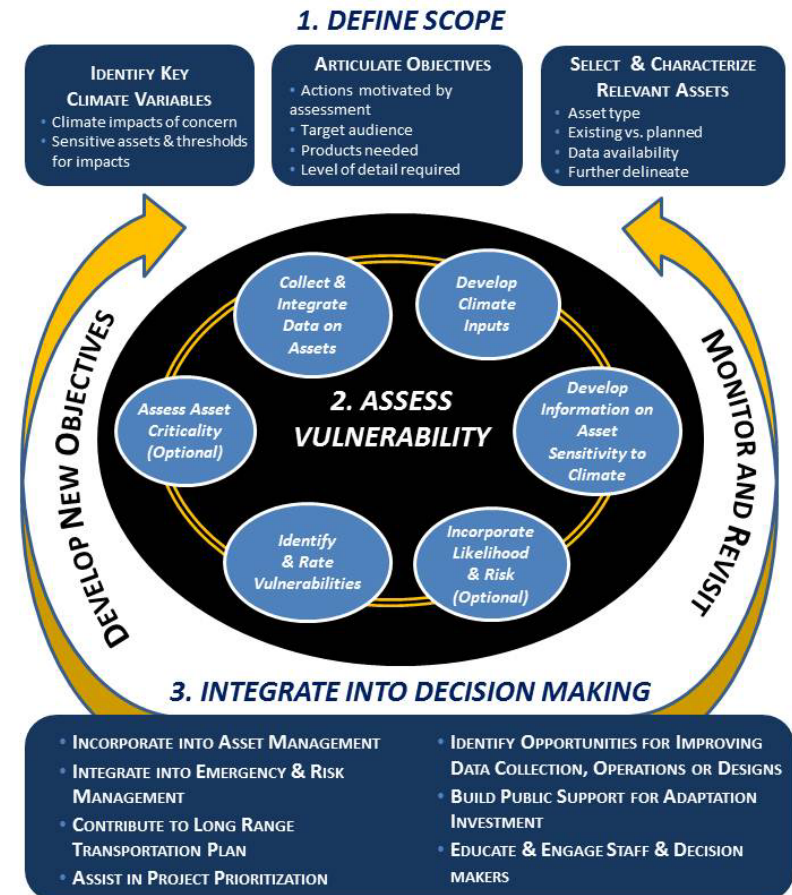 1. DEFINE SCOPE
IDENTIFY KEY
CLIMATE VARIABLES
• Climate impacts of concern
• Sensitive assets & thresholds
for impacts
ARTICULATE OBJECTIVES
• Actions motivated by
assessment
• Target audience
• Products needed
• Level of detail required
SELECT & CHARACTERIZE
RELEVANT ASSETS
• Asset type
• Existing vs. planned
• Data availability
• Further delineate
DEVELOP NEW OBJECTIVES
MONITOR AND REVISIT
2. ASSESS
VULNERABILITY
Collect &
Integrate
Data on
Assets
Develop
Climate
Inputs
Develop
Information on
Asset
Sensitivity to
Climate
Incorporate
Likelihood
& Risk
(Optional)
Identify
& Rate
Vulnerabilities
Assess Asset
Criticality
(Optional)
3. INTEGRATE INTO DECISION MAKING
• INCORPORATE INTO ASSET MANAGEMENT
• INTEGRATE INTO EMERGENCY & RISK
MANAGEMENT
• CONTRIBUTE TO LONG RANGE
TRANSPORTATION PLAN
• ASSIST IN PROJECT PRIORITIZATION
• IDENTIFY OPPORTUNITIES FOR IMPROVING
DATA COLLECTION, OPERATIONS OR DESIGNS
• BUILD PUBLIC SUPPORT FOR ADAPTATION
INVESTMENT
• EDUCATE & ENGAGE STAFF & DECISION
MAKERS